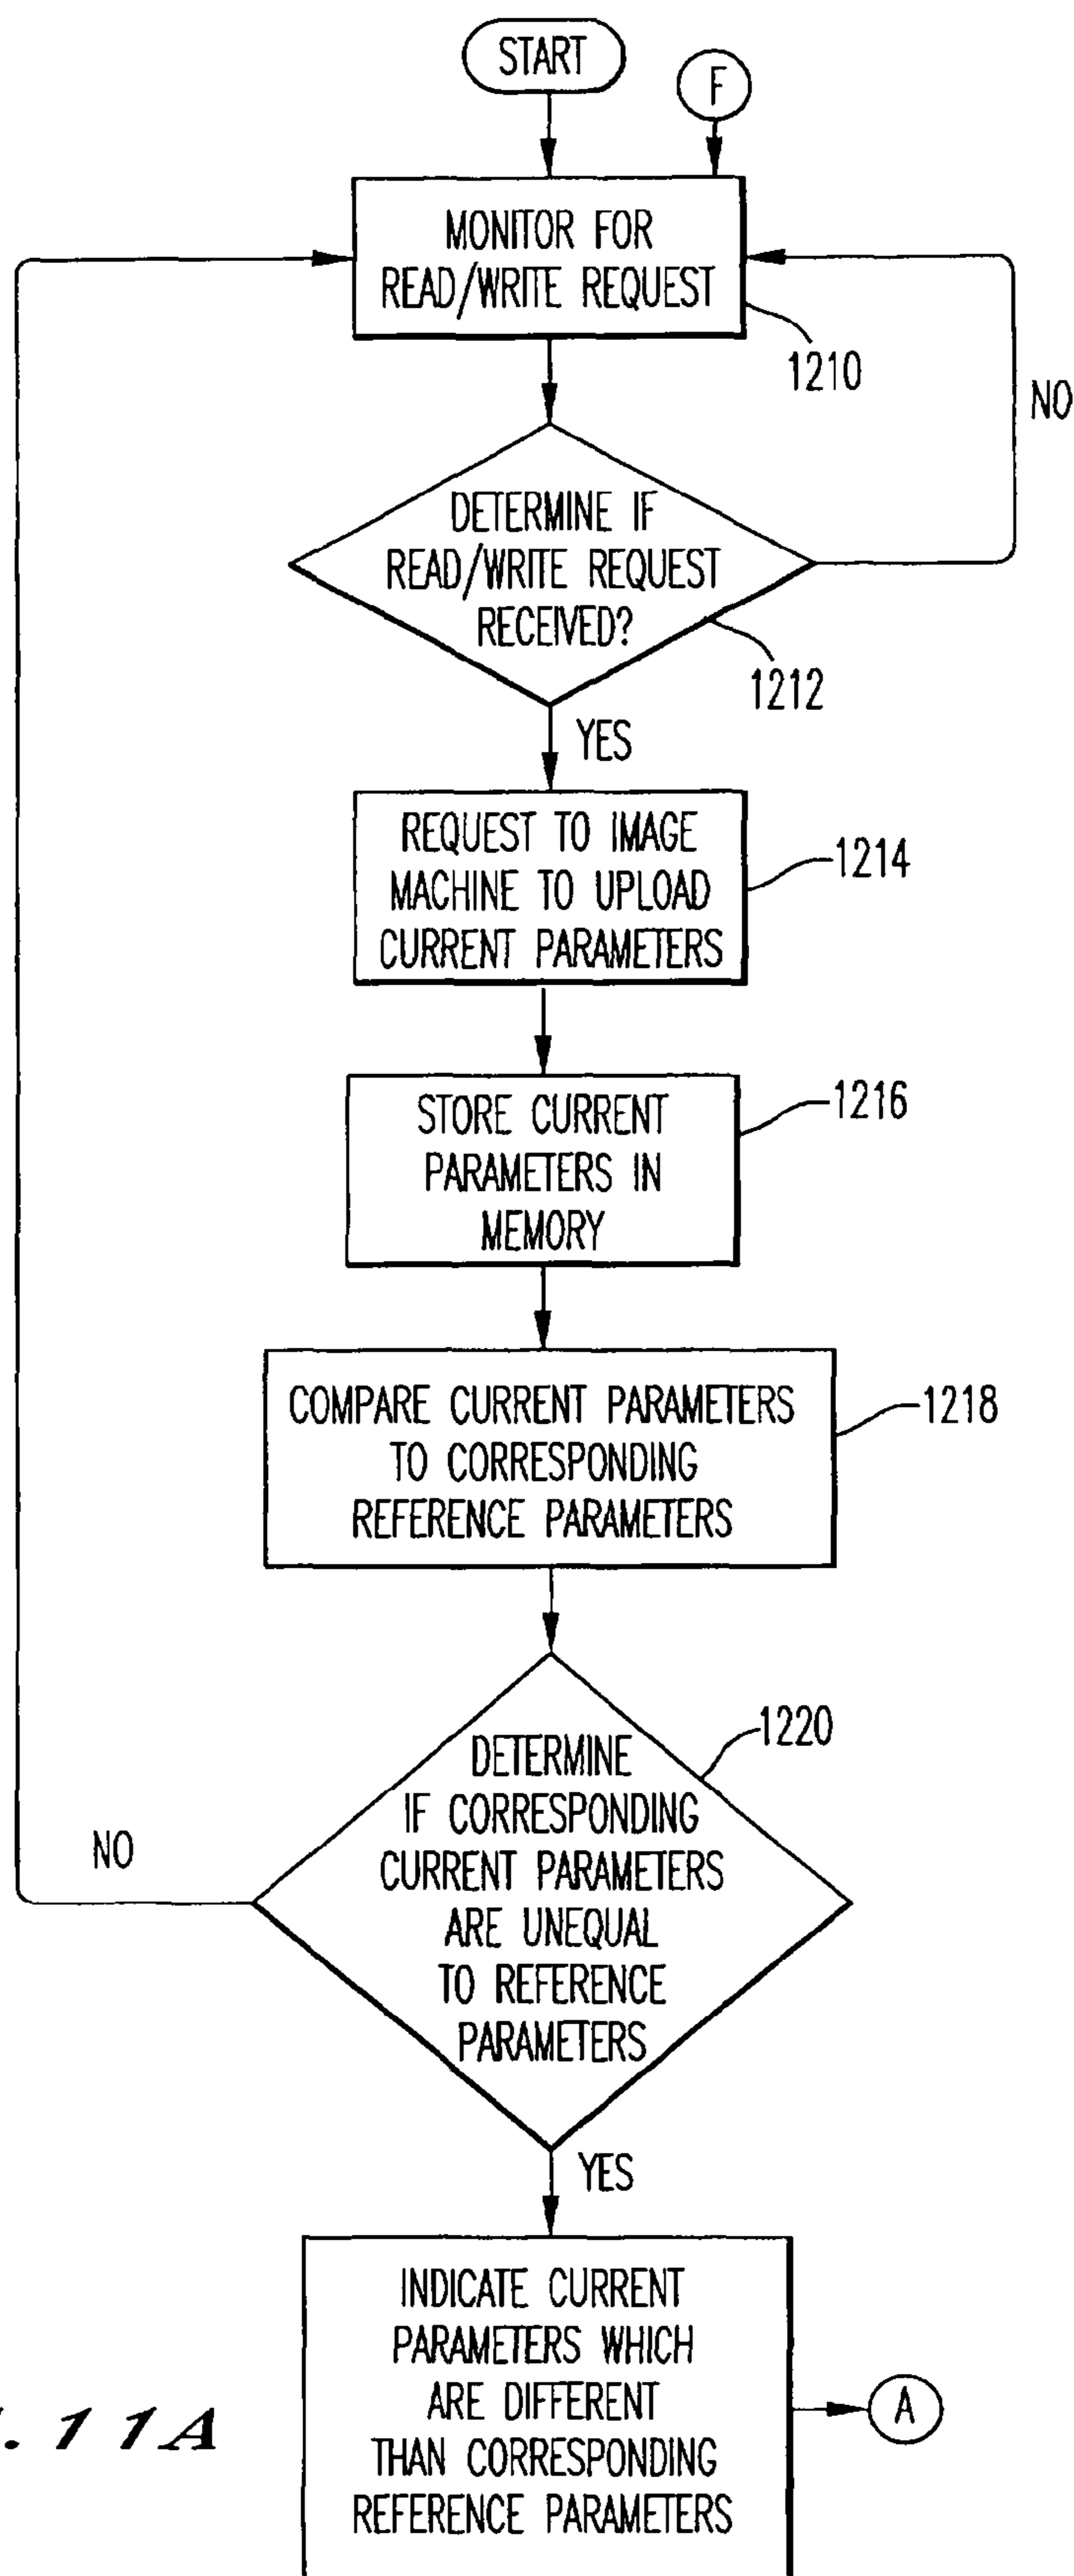 START
F
MONITOR FOR
READ/WRITE REQUEST
1210
NO
DETERMINE IF
READ/WRITE REQUEST
RECEIVED?
1212
YES
REQUEST TO IMAGE
MACHINE TO UPLOAD
CURRENT PARAMETERS
1214
STORE CURRENT
PARAMETERS IN
MEMORY
1216
COMPARE CURRENT PARAMETERS
TO CORRESPONDING
REFERENCE PARAMETERS
1218
DETERMINE
IF CORRESPONDING
CURRENT PARAMETERS
ARE UNEQUAL
TO REFERENCE
PARAMETERS
1220
NO
YES
INDICATE CURRENT
PARAMETERS WHICH
ARE DIFFERENT
THAN CORRESPONDING
REFERENCE PARAMETERS
A
. 11A